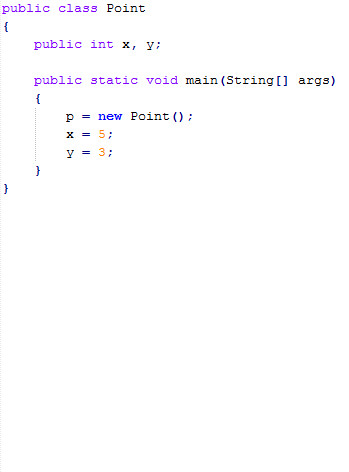 public class Point
{
    public int x, y;

    public static void main(String[] args)
    {
        p = new Point();
        x = 5;
        y = 3;
    }
}